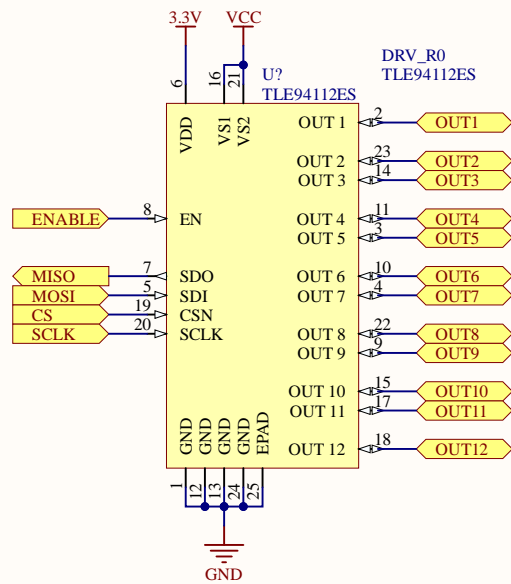 3.3V
VCC
DRV_R0
TLE94112ES
U?
TLE94112ES
6
16
21
VDD
VS1
VS2
OUT 1 2 OUT1
OUT 2 23 OUT2
OUT 3 14 OUT3
ENABLE 8 EN
OUT 4 11 OUT4
OUT 5 3 OUT5
MISO 7 SDO
OUT 6 10 OUT6
MOSI 5 SDI
OUT 7 4 OUT7
CS 19 CSN
SCLK 20 SCLK
OUT 8 22 OUT8
OUT 9 9 OUT9
OUT 10 15 OUT10
OUT 11 17 OUT11
OUT 12 18 OUT12
GND
GND
GND
GND
EPAD
1
12
13
24
25
GND